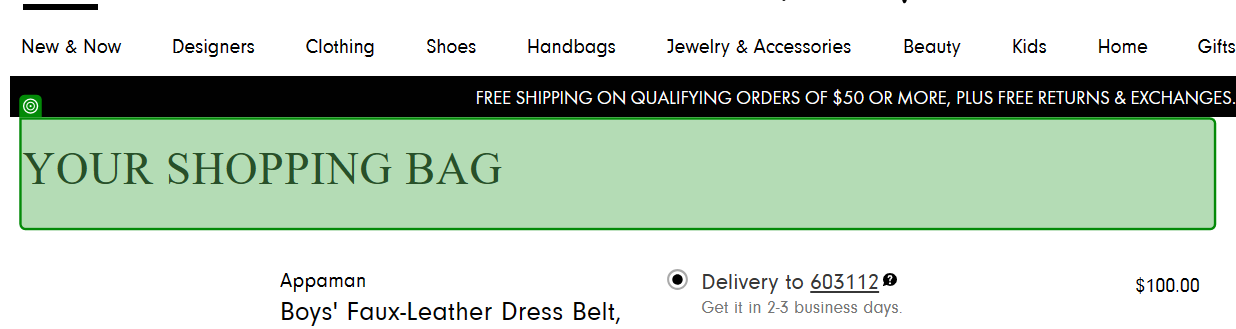 New & Now Designers Clothing Shoes Handbags Jewelry & Accessories Beauty Kids Home Gifts
FREE SHIPPING ON QUALIFYING ORDERS OF $50 OR MORE, PLUS FREE RETURNS & EXCHANGES.
YOUR SHOPPING BAG
Appaman
Boys' Faux-Leather Dress Belt,
Delivery to 603112
Get it in 2-3 business days.
$100.00